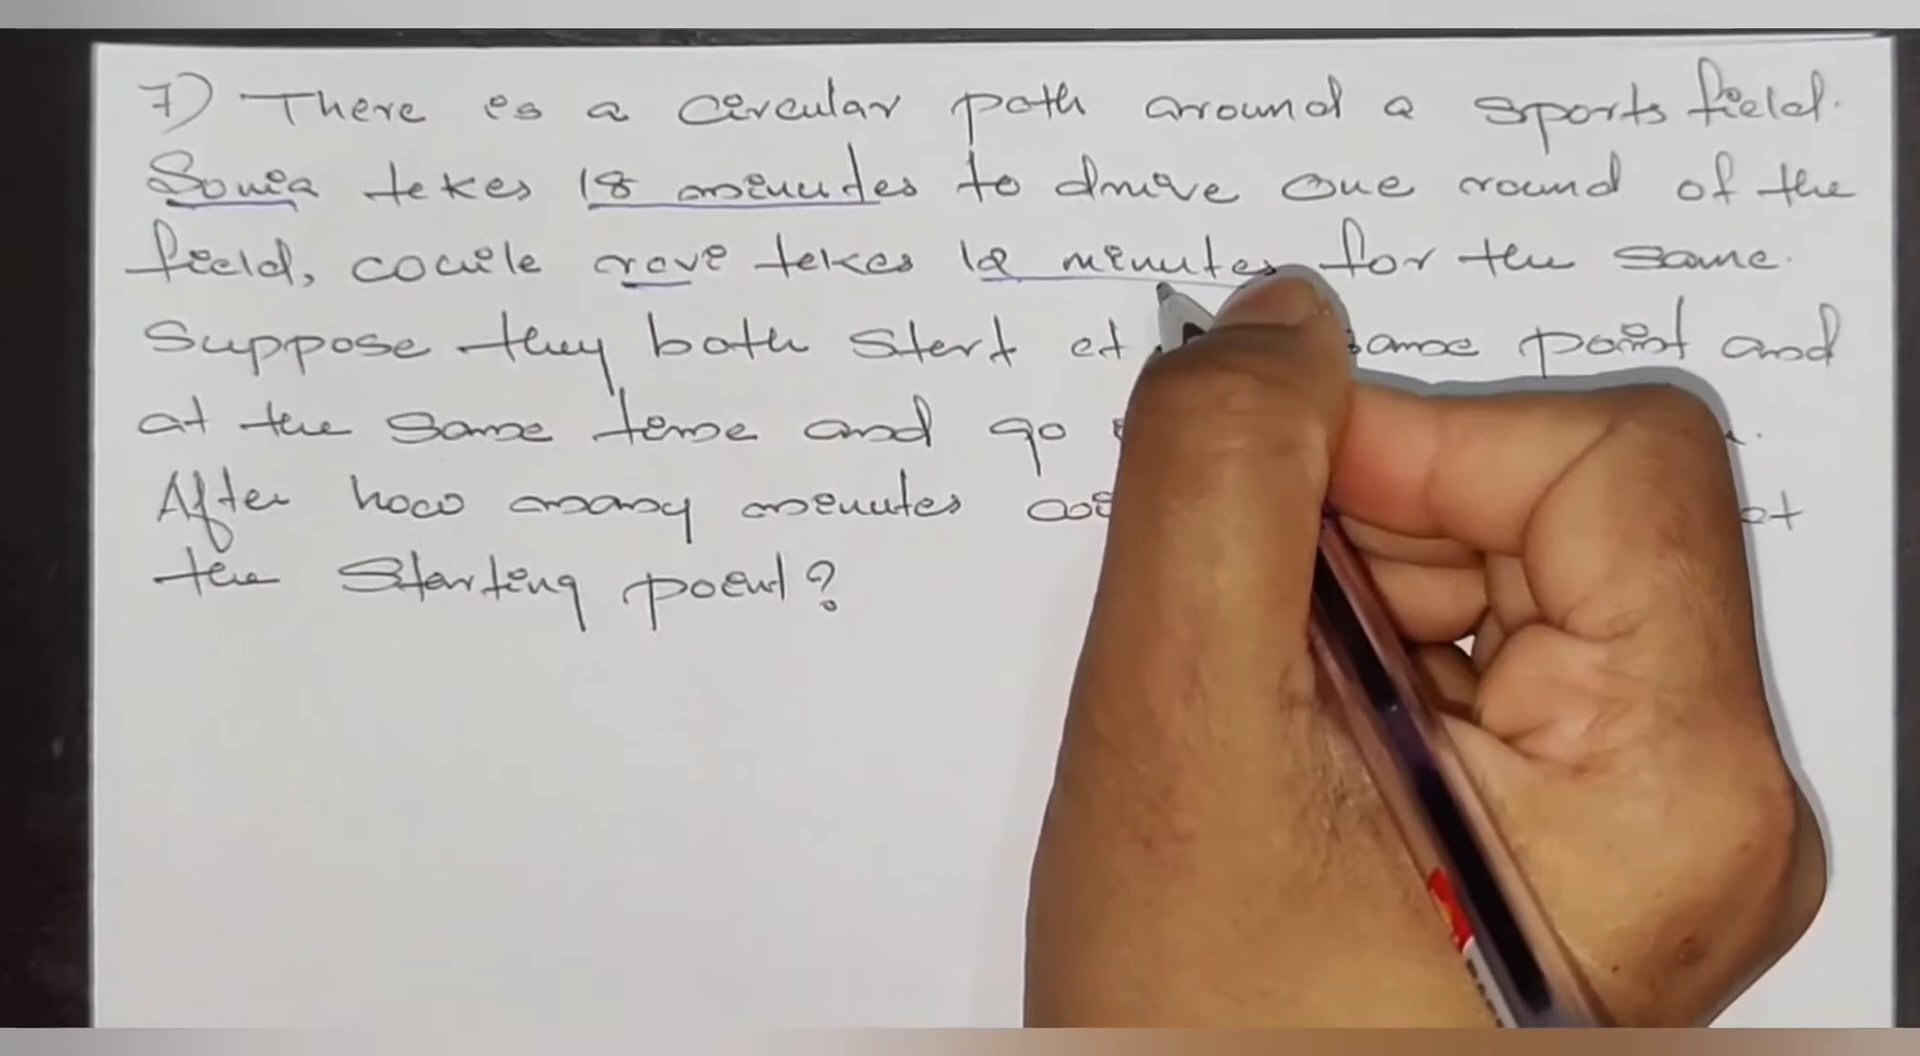 7) There is a circular path around a sports field.
Sonia takes 18 minutes to drive one round of the
field, while ravi takes 12 minutes for the same.
Suppose they both start at same point and
at the same time and go
After how many minutes at
the starting point?